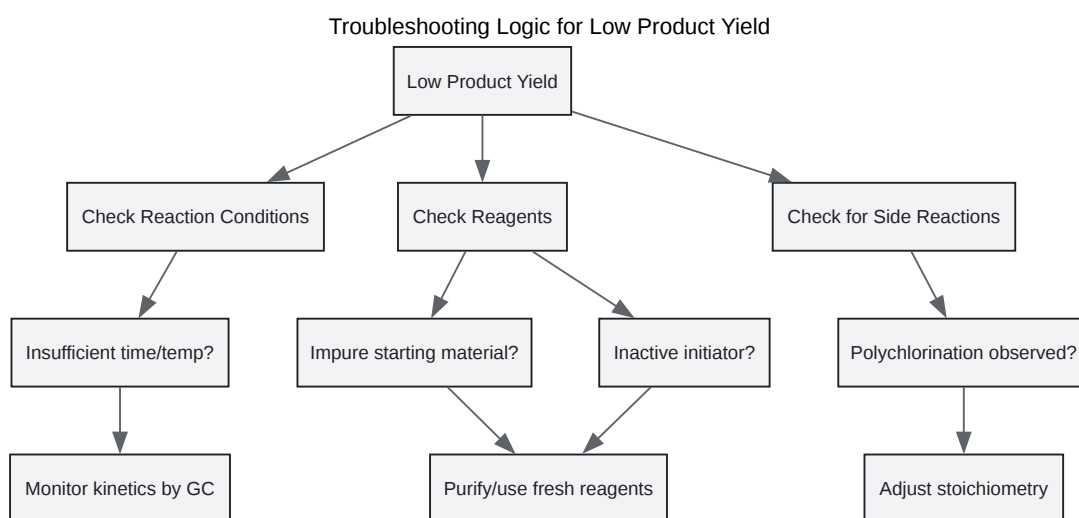 Troubleshooting Logic for Low Product Yield
Low Product Yield
Check Reaction Conditions
Check Reagents
Check for Side Reactions
Insufficient time/temp?
Impure starting material?
Inactive initiator?
Polychlorination observed?
Monitor kinetics by GC
Purify/use fresh reagents
Adjust stoichiometry